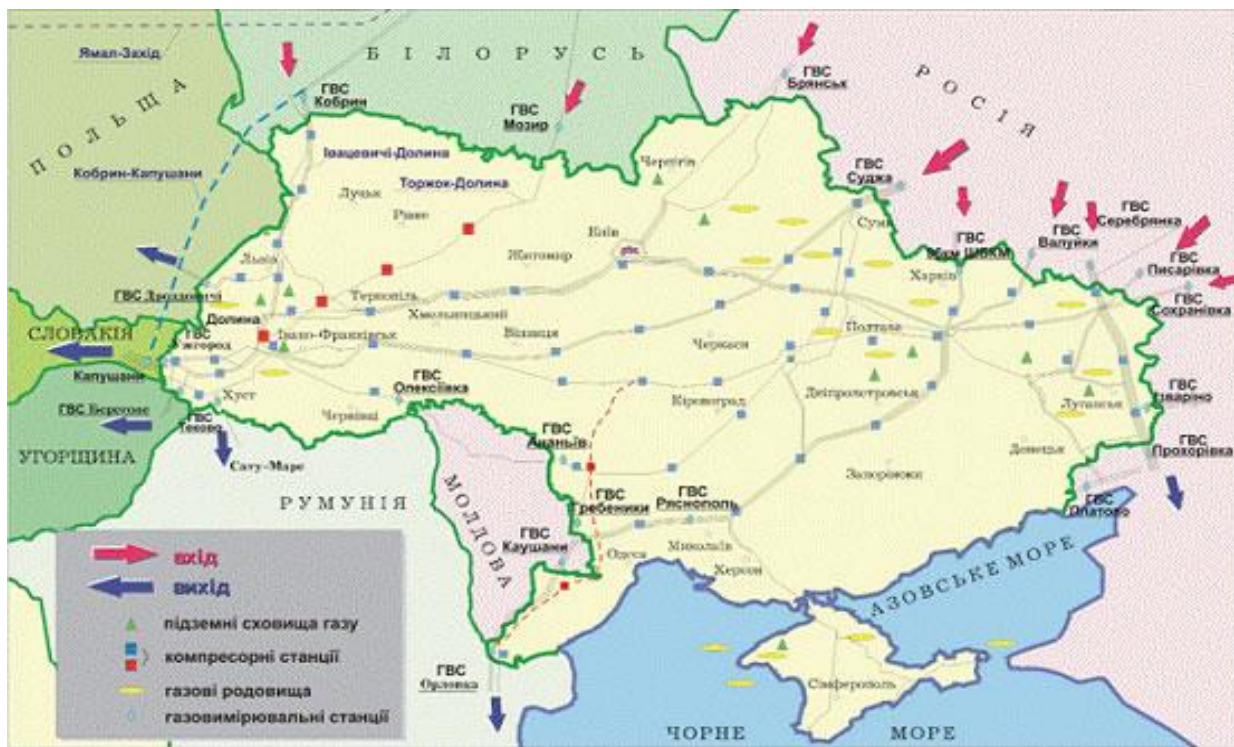 Ямал-Захід
ПОЛЬЩА
БІЛОРУСЬ
РОСІЯ
ГВС
Кобрин
ГВС
Мозир
ГВС
Брянськ
Івацевичі-Долина
Торжок-Долина
Кобрин-Капушани
Луцьк
Рівне
Чернігів
ГВС
Суджа
Суми
ГВС
Серебрянка
ГВС
Валуйки
ГВС
Писарівка
ГВС
Сохранівка
Київ
Житомир
Харків
Львів
ГВС Дроздовичі
Тернопіль
Хмельницький
Долина
Івано-Франківськ
Вінниця
Полтава
Черкаси
СЛОВАКІЯ
ГВС
Ужгород
Капушани
ГВС Берегове
ГВС
Теково
Хуст
Чернівці
ГВС
Олексіївка
Кіровоград
Дніпропетровськ
Луганськ
ГВС
Донецьк
ГВС
Прохорівка
УГОРЩИНА
Сату-Маре
ГВС
Ананьїв
Запоріжжя
ГВС
Платово
РУМУНІЯ
МОЛДОВА
ГВС
Гребеники
ГВС
Ряснополь
ГВС
Каушани
Одеса
Миколаїв
Херсон
АЗОВСЬКЕ МОРЕ
вхід
вихід
підземні сховища газу
компресорні станції
газові родовища
газовимірювальні станції
ГВС
Орловка
Сімферополь
ЧОРНЕ МОРЕ